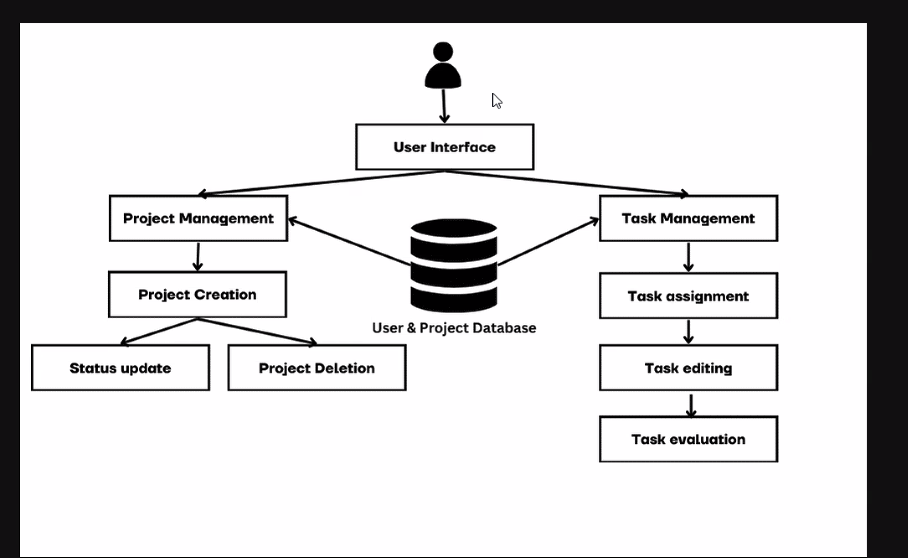 User Interface
Project Management
Task Management
Project Creation
Task assignment
User & Project Database
Status update
Project Deletion
Task editing
Task evaluation